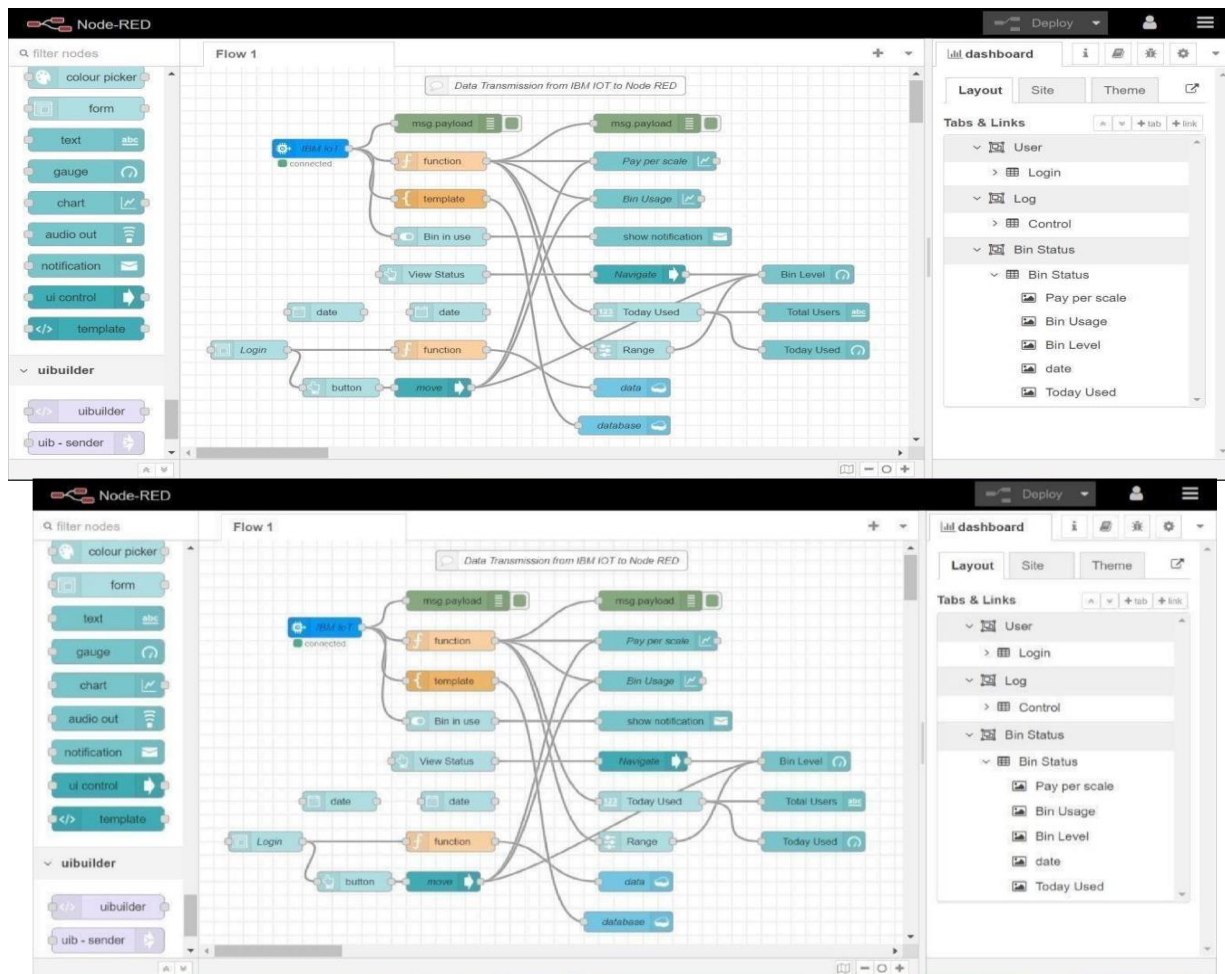 Node-RED
Deploy
filter nodes
Flow 1
dashboard
i
colour picker
form
text
abc
gauge
chart
audio out
notification
ui control
</> template
uibuilder
</> uibuilder
uib - sender
Data Transmission from IBM IOT to Node RED
msg.payload
msg.payload
IBM IoT
connected
f function
Pay per scale
{ template
Bin Usage
Bin in use
show notification
View Status
Navigate
Bin Level
date
date
123 Today Used
Total Users abc
Login
f function
Range
Today Used
button
move
data
database
Layout
Site
Theme
Tabs & Links
+ tab
+ link
User
Login
Log
Control
Bin Status
Bin Status
Pay per scale
Bin Usage
Bin Level
date
Today Used
Node-RED
Deploy
filter nodes
Flow 1
dashboard
i
colour picker
form
text
abc
gauge
chart
audio out
notification
ui control
</> template
uibuilder
</> uibuilder
uib - sender
Data Transmission from IBM IOT to Node RED
msg.payload
msg.payload
IBM IoT
connected
f function
Pay per scale
{ template
Bin Usage
Bin in use
show notification
View Status
Navigate
Bin Level
date
date
123 Today Used
Total Users abc
Login
f function
Range
Today Used
button
move
data
database
Layout
Site
Theme
Tabs & Links
+ tab
+ link
User
Login
Log
Control
Bin Status
Bin Status
Pay per scale
Bin Usage
Bin Level
date
Today Used